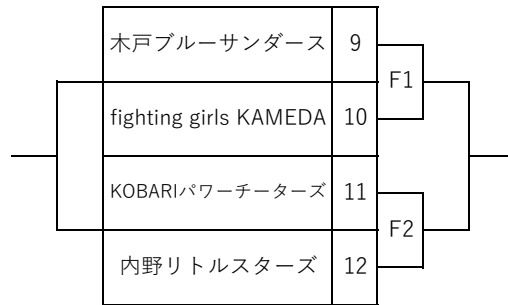 木戸ブルーサンダース 9
F1
fighting girls KAMEDA 10
KOBARIパワーチーターズ 11
F2
内野リトルスターズ 12